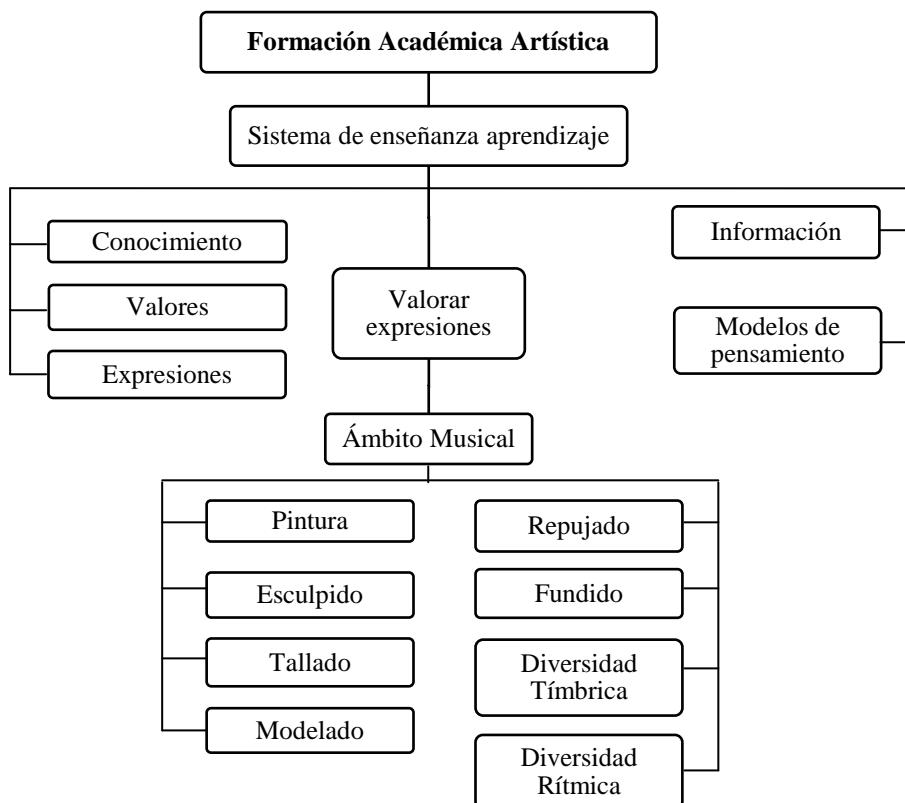 Formación Académica Artística
Sistema de enseñanza aprendizaje
Conocimiento
Valores
Expresiones
Valorar
expresiones
Información
Modelos de
pensamiento
Ámbito Musical
Pintura
Esculpido
Tallado
Modelado
Repujado
Fundido
Diversidad
Tímbrica
Diversidad
Rítmica